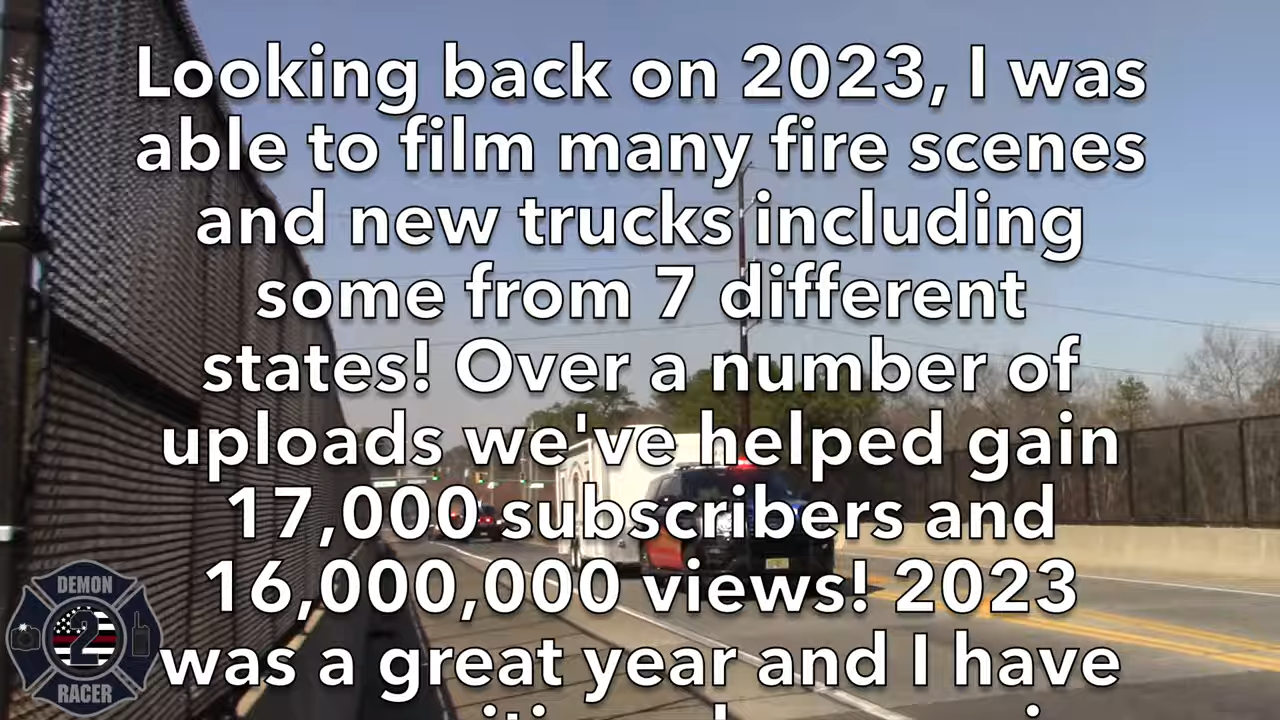 Looking back on 2023, I was
able to film many fire scenes
and new trucks including
some from 7 different
states! Over a number of
uploads we've helped gain
17,000 subscribers and
16,000,000 views! 2023
was a great year and I have
DEMON
2
RACER